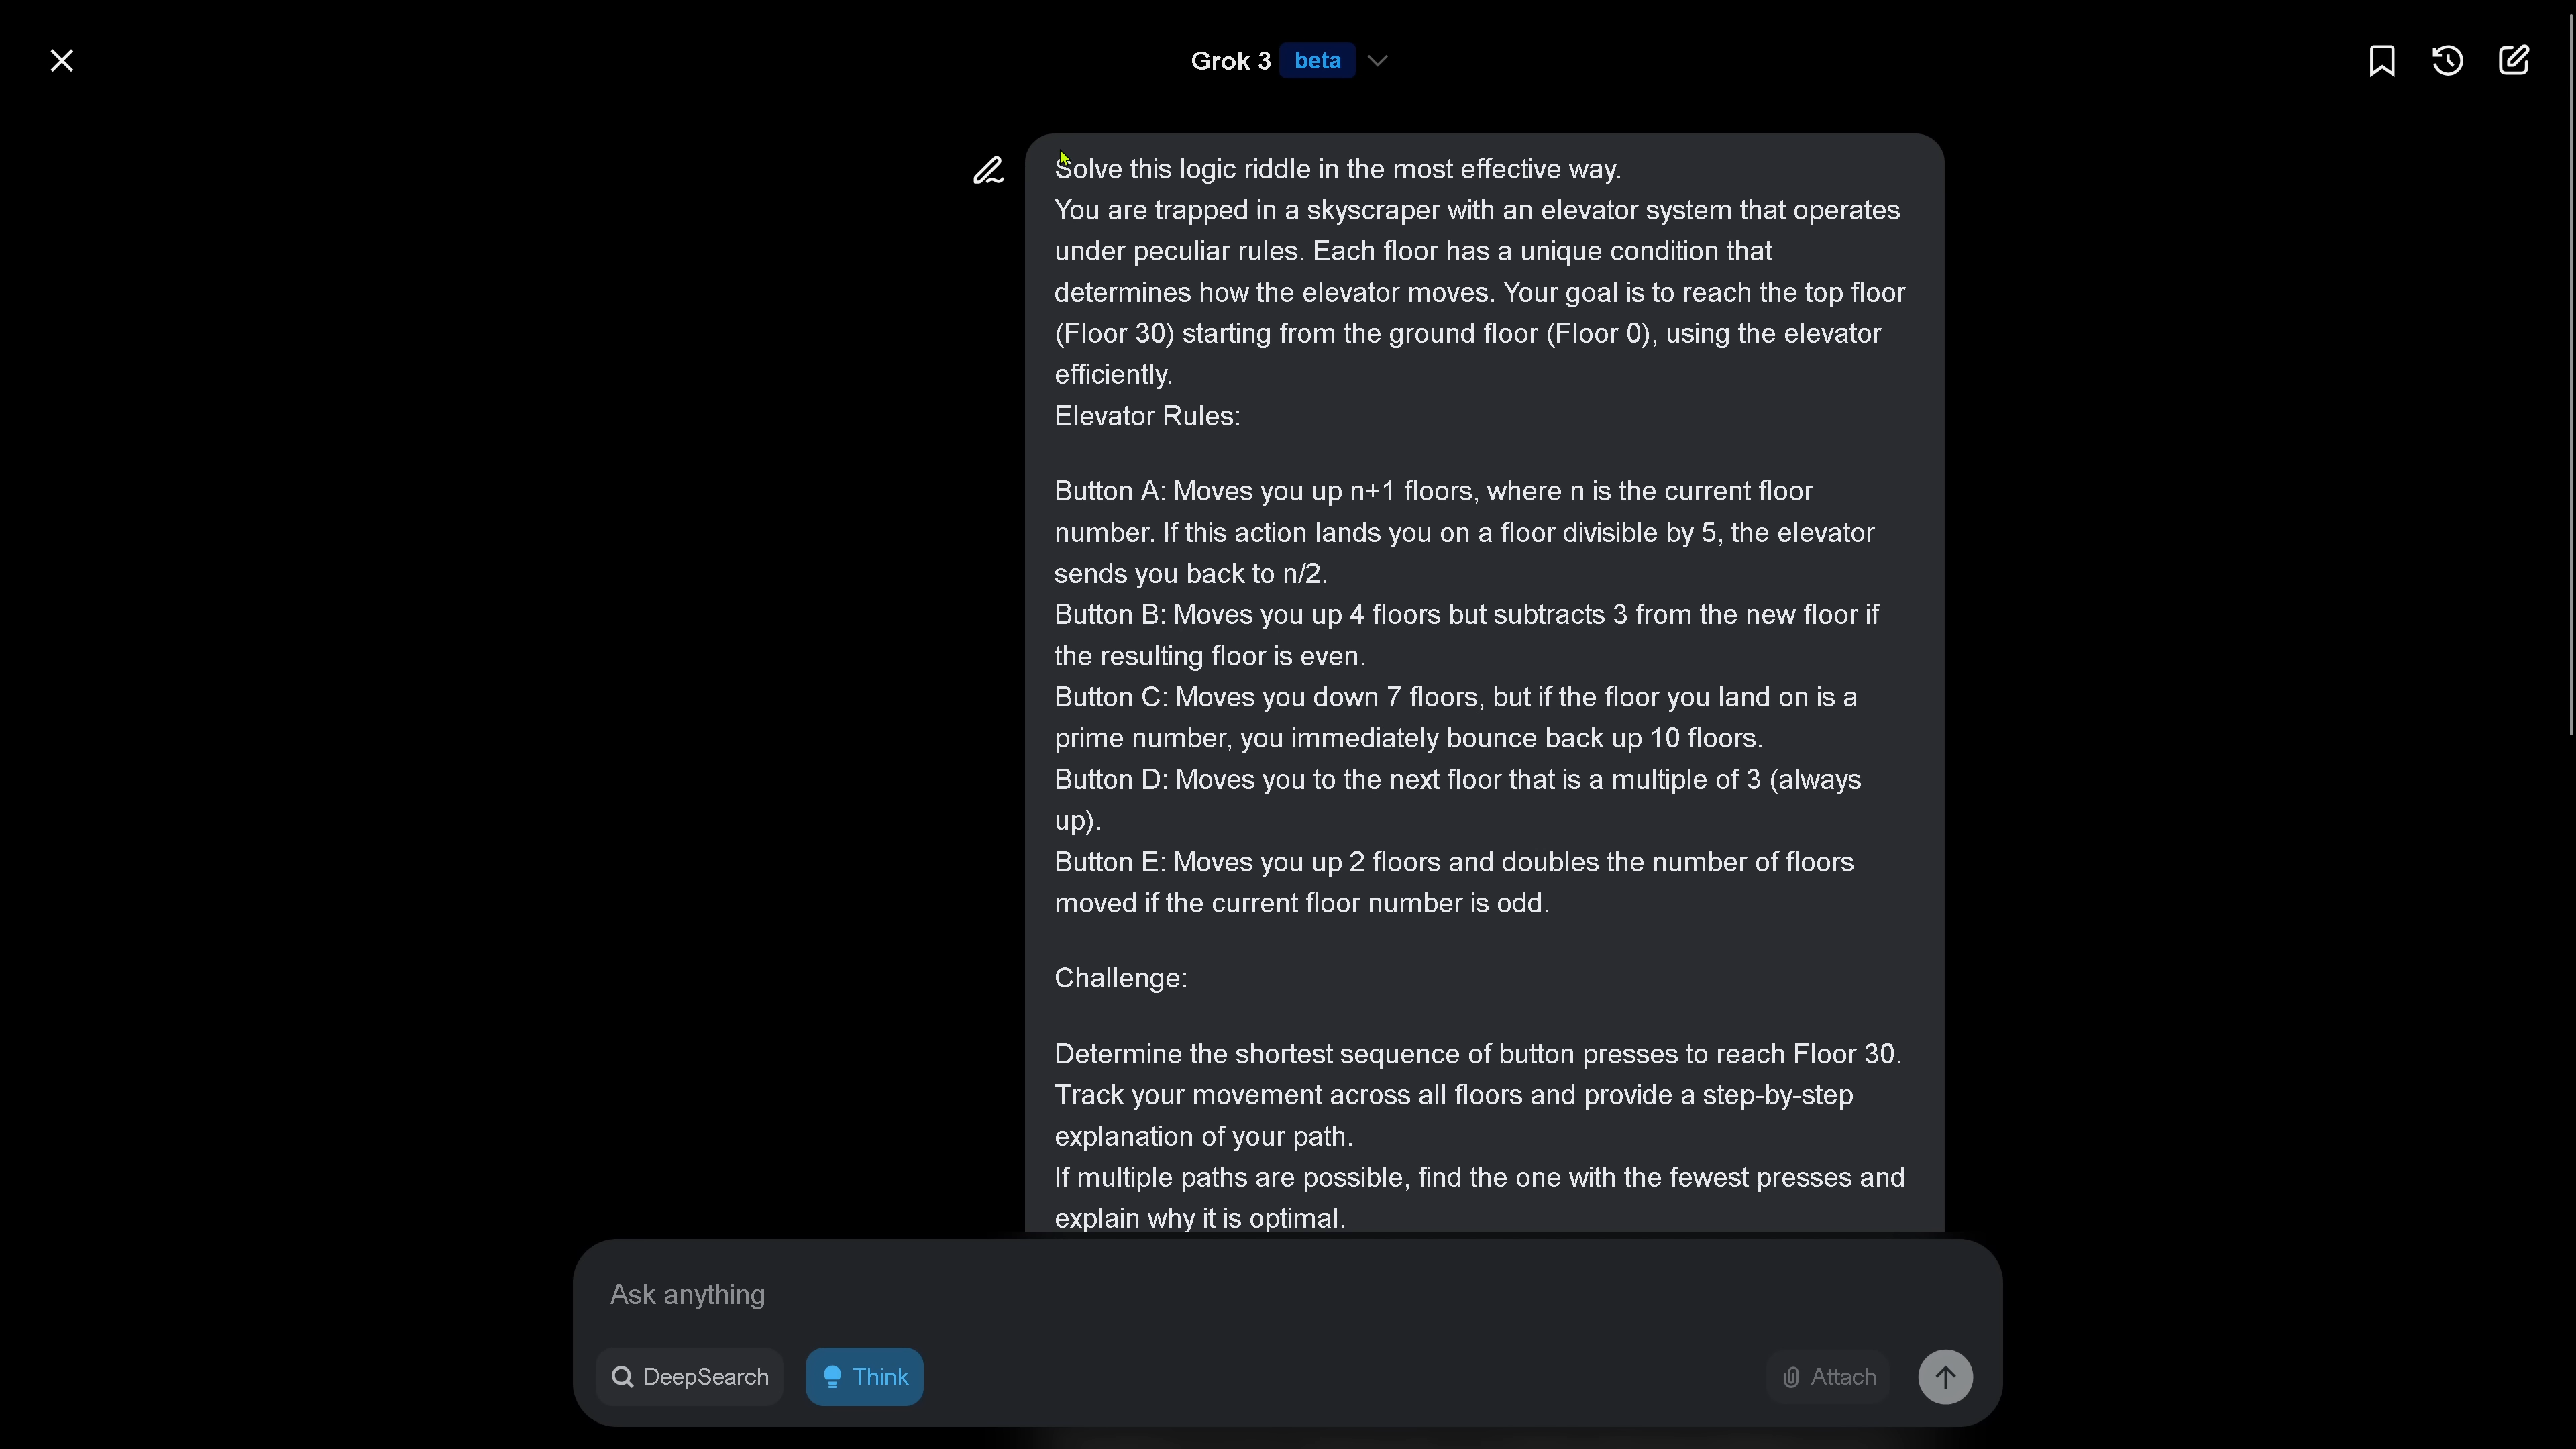 Grok 3 beta
Solve this logic riddle in the most effective way.
You are trapped in a skyscraper with an elevator system that operates
under peculiar rules. Each floor has a unique condition that
determines how the elevator moves. Your goal is to reach the top floor
(Floor 30) starting from the ground floor (Floor 0), using the elevator
efficiently.
Elevator Rules:
Button A: Moves you up n+1 floors, where n is the current floor
number. If this action lands you on a floor divisible by 5, the elevator
sends you back to n/2.
Button B: Moves you up 4 floors but subtracts 3 from the new floor if
the resulting floor is even.
Button C: Moves you down 7 floors, but if the floor you land on is a
prime number, you immediately bounce back up 10 floors.
Button D: Moves you to the next floor that is a multiple of 3 (always
up).
Button E: Moves you up 2 floors and doubles the number of floors
moved if the current floor number is odd.
Challenge:
Determine the shortest sequence of button presses to reach Floor 30.
Track your movement across all floors and provide a step-by-step
explanation of your path.
If multiple paths are possible, find the one with the fewest presses and
explain why it is optimal.
Ask anything
DeepSearch
Think
Attach